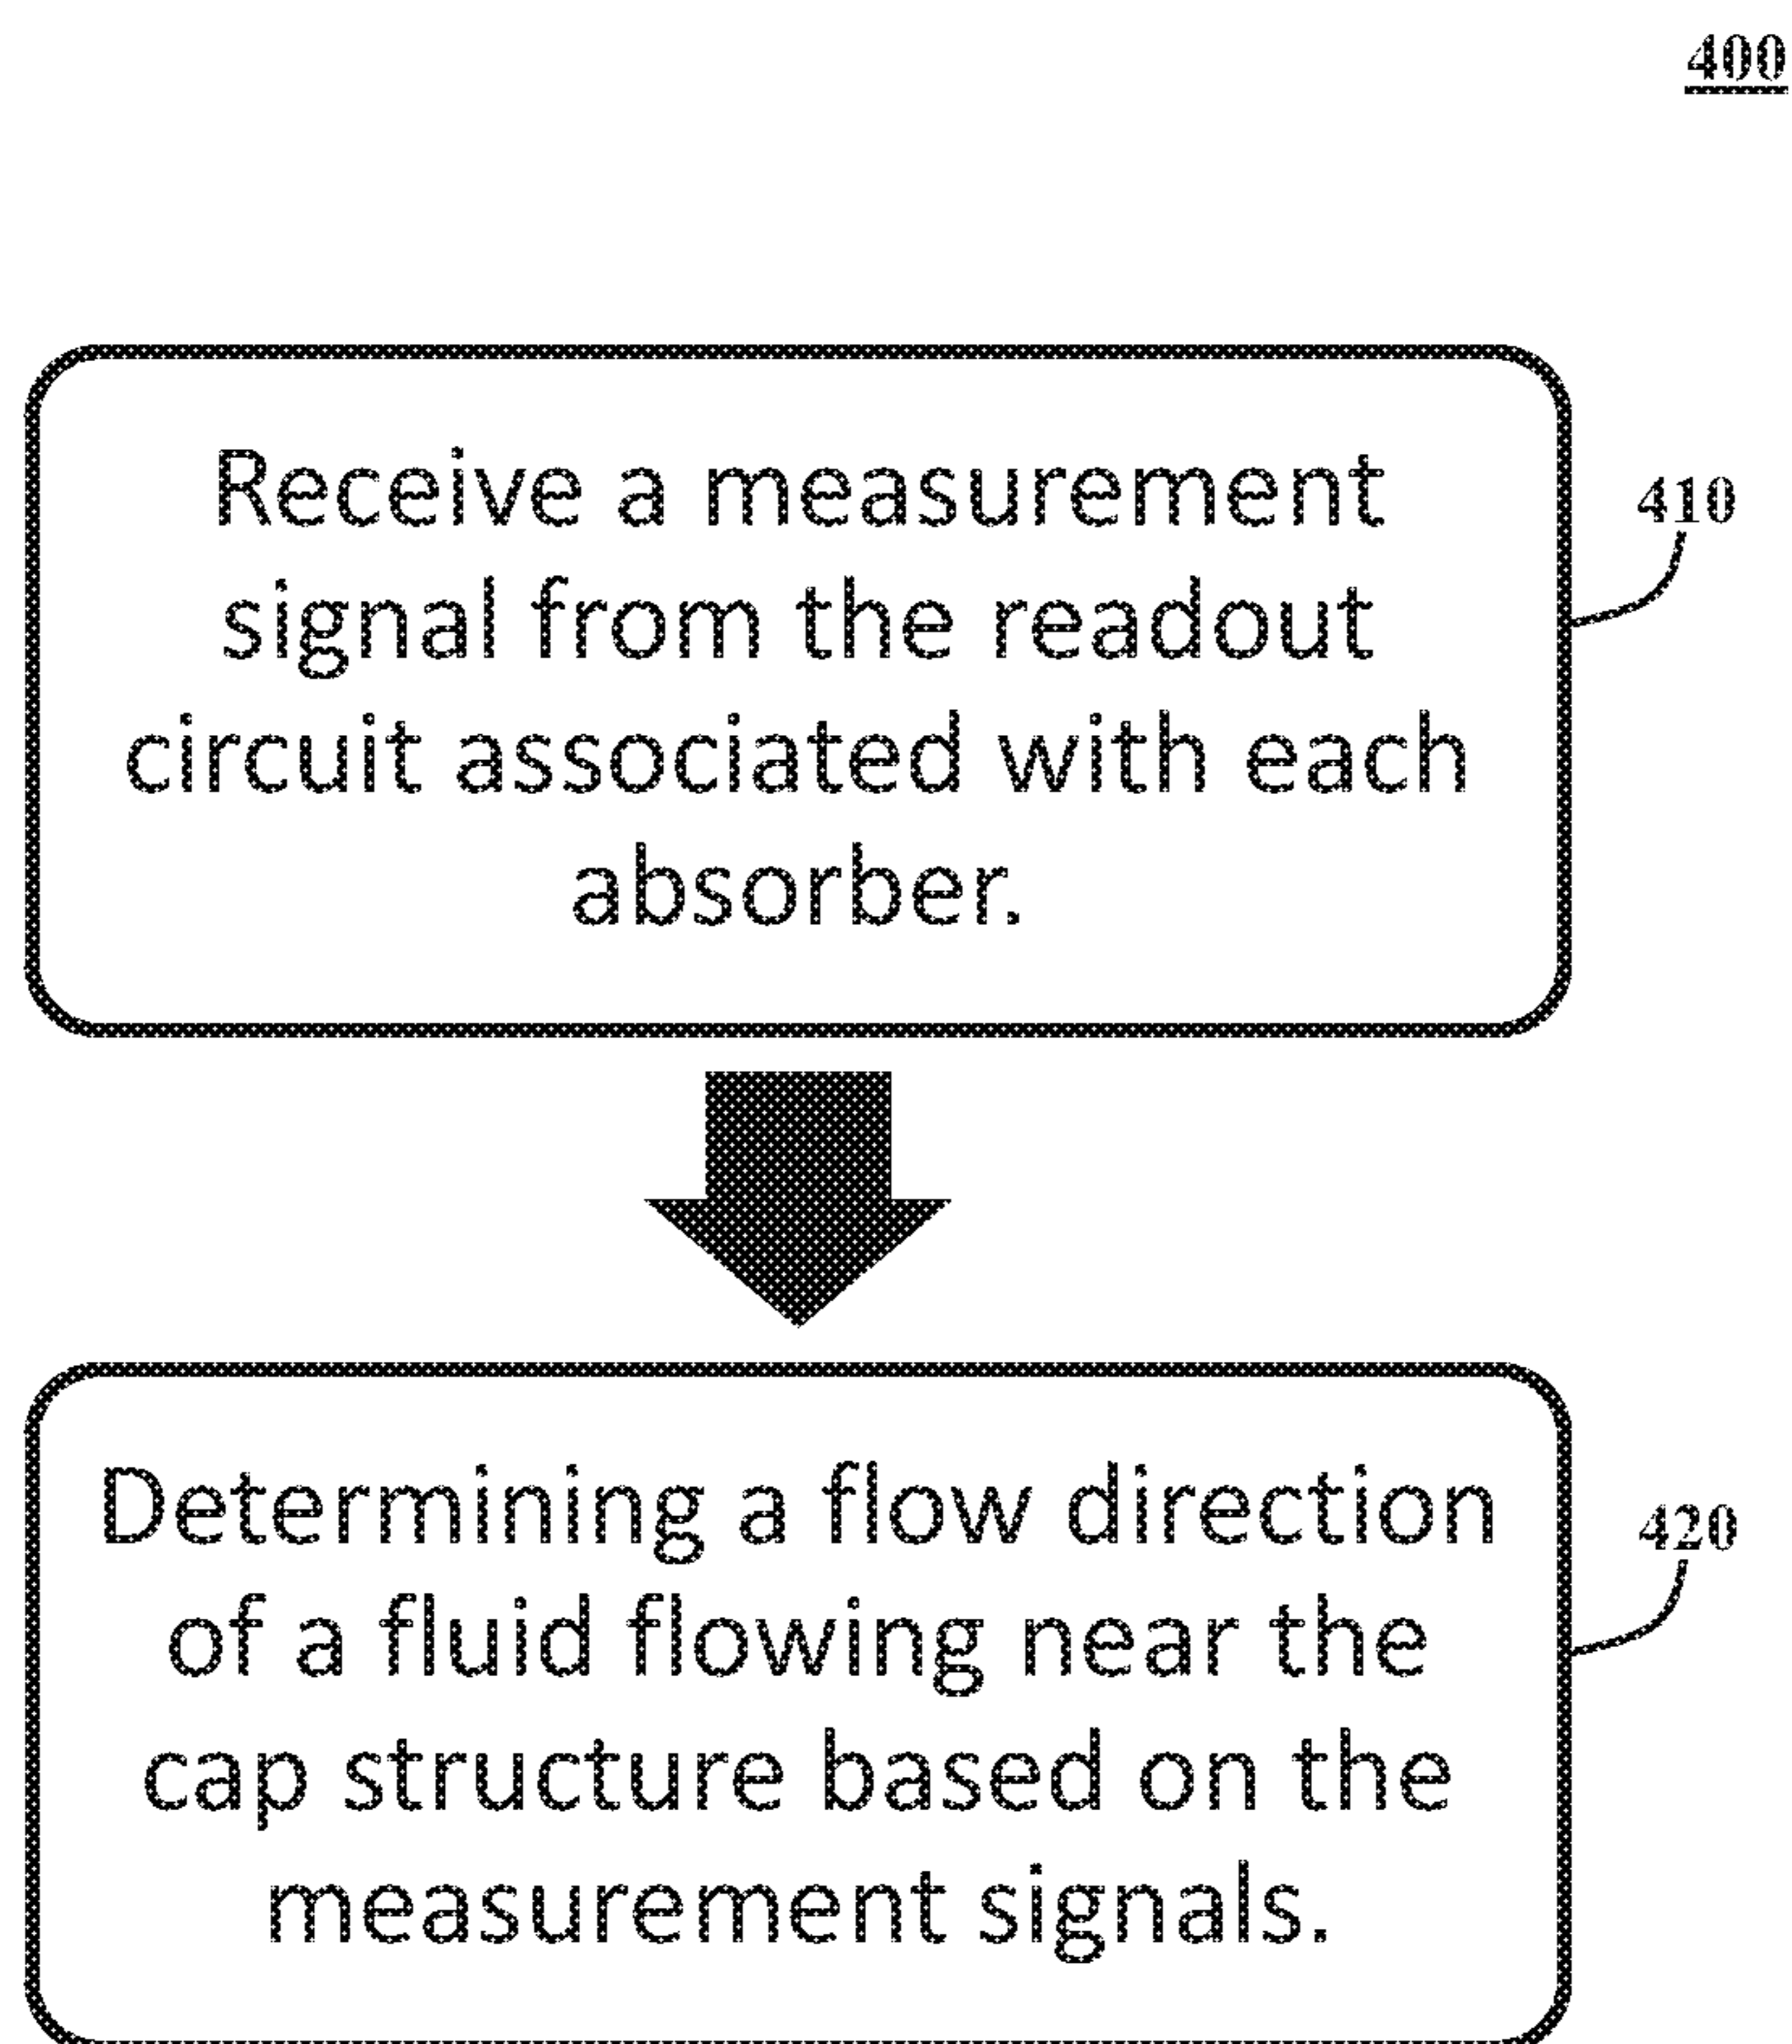 400
Receive a measurement
signal from the readout
circuit associated with each
absorber.
410
Determining a flow direction
of a fluid flowing near the
cap structure based on the
measurement signals.
420